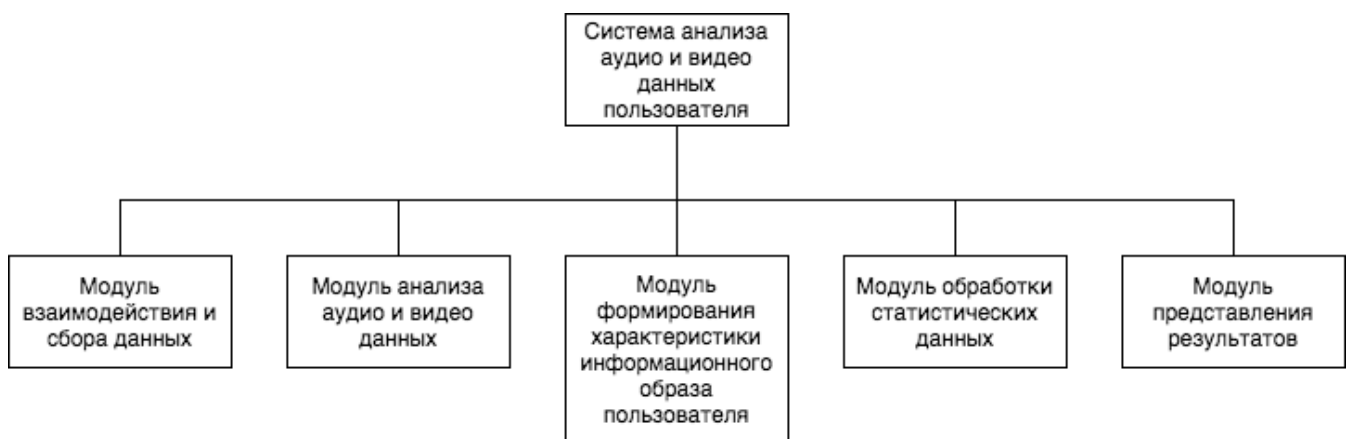 Система анализа
аудио и видео
данных
пользователя
Модуль
взаимодействия и
сбора данных
Модуль анализа
аудио и видео
данных
Модуль
формирования
характеристики
информационного
образа
пользователя
Модуль обработки
статистических
данных
Модуль
представления
результатов